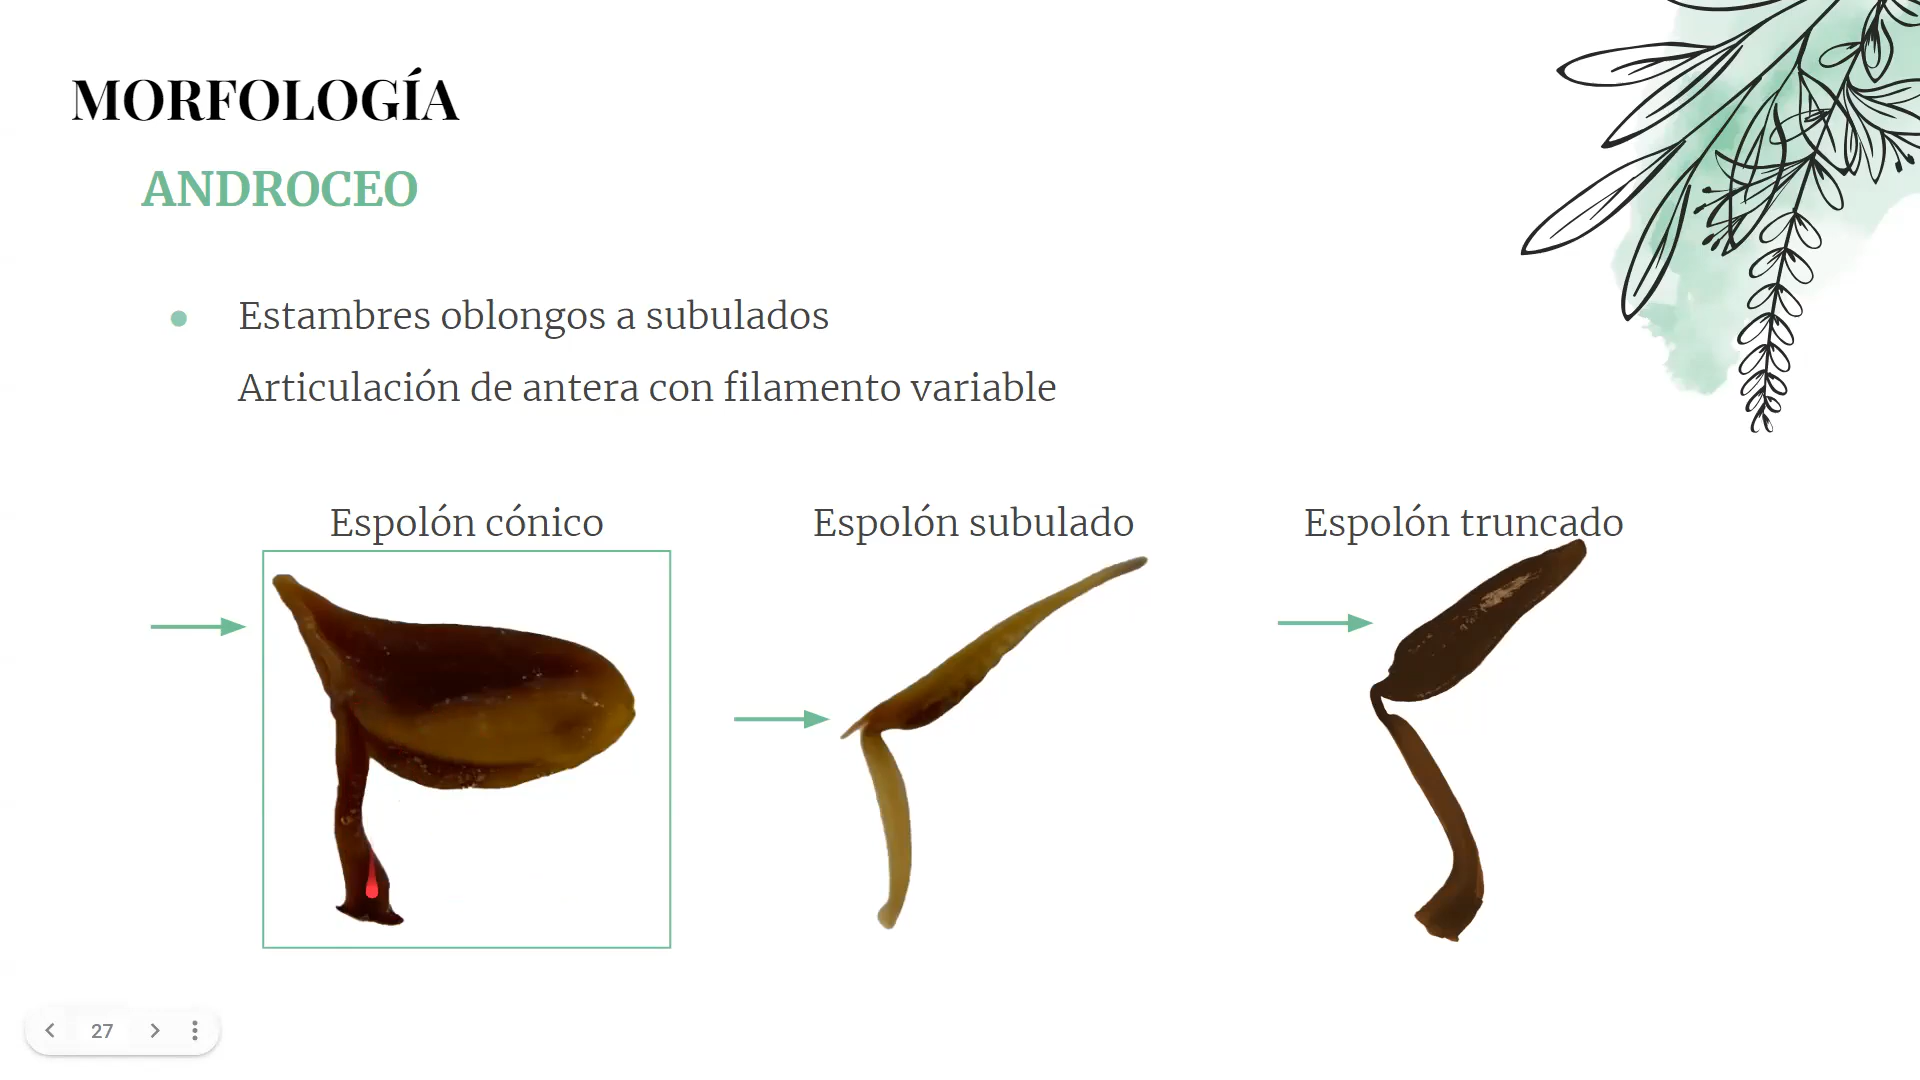 MORFOLOGÍA
ANDROCEO
Estambres oblongos a subulados
Articulación de antera con filamento variable
Espolón cónico
Espolón subulado
Espolón truncado
27